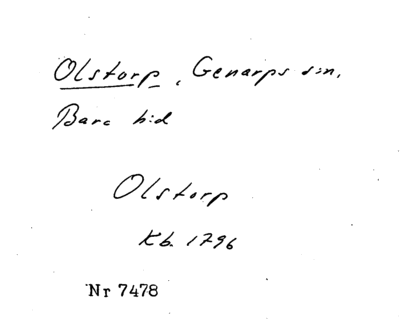 Olstorp, Genarps sn,
Bara hd
Olstorp
Kb. 1796
Nr 7478